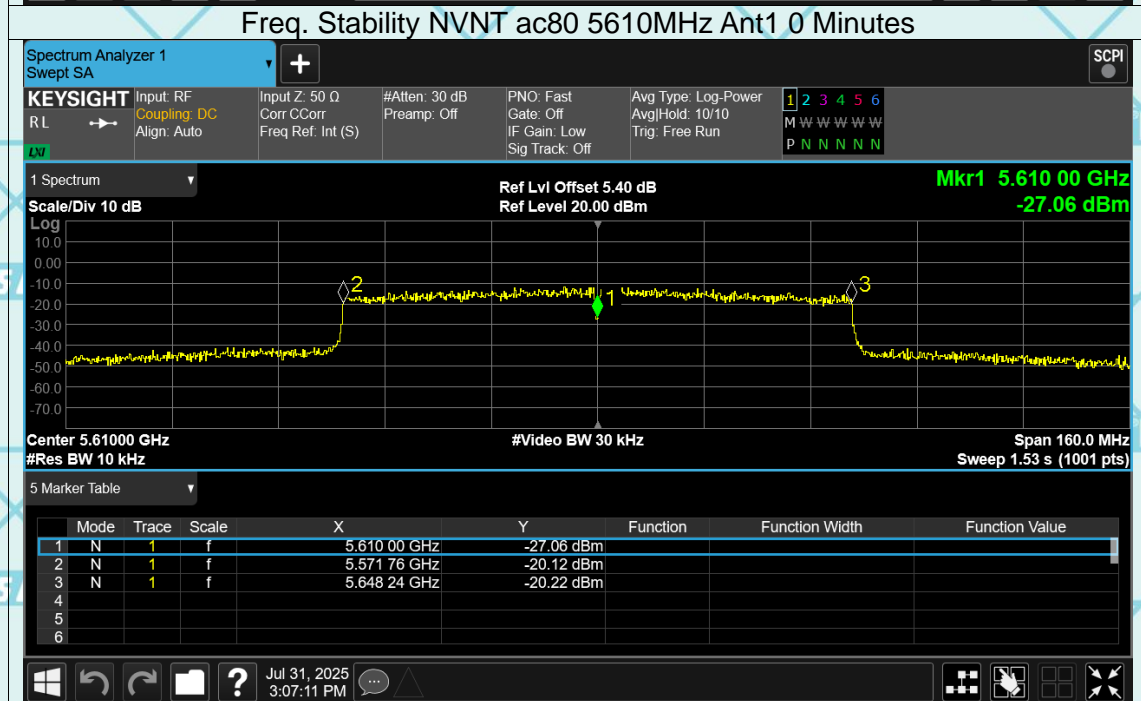 Freq. Stability NVNT ac80 5610MHz Ant1 0 Minutes
Spectrum Analyzer 1
Swept SA
SCPI
KEYSIGHT Input: RF Input Z: 50 Ω #Atten: 30 dB PNO: Fast Avg Type: Log-Power 1 2 3 4 5 6
RL Coupling: DC Corr CCorr Preamp: Off Gate: Off Avg|Hold: 10/10 M W W W W W
Align: Auto Freq Ref: Int (S) IF Gain: Low Trig: Free Run
LXI Sig Track: Off P N N N N N
1 Spectrum Ref Lvl Offset 5.40 dB Mkr1 5.610 00 GHz
Scale/Div 10 dB Ref Level 20.00 dBm -27.06 dBm
Log
10.0
0.00
-10.0
2 3
1
-20.0
-30.0
-40.0
-50.0
-60.0
-70.0
Center 5.61000 GHz #Video BW 30 kHz Span 160.0 MHz
#Res BW 10 kHz Sweep 1.53 s (1001 pts)
5 Marker Table
Mode Trace Scale X Y Function Function Width Function Value
1 N 1 f 5.610 00 GHz -27.06 dBm
2 N 1 f 5.571 76 GHz -20.12 dBm
3 N 1 f 5.648 24 GHz -20.22 dBm
4
5
6
? Jul 31, 2025
3:07:11 PM